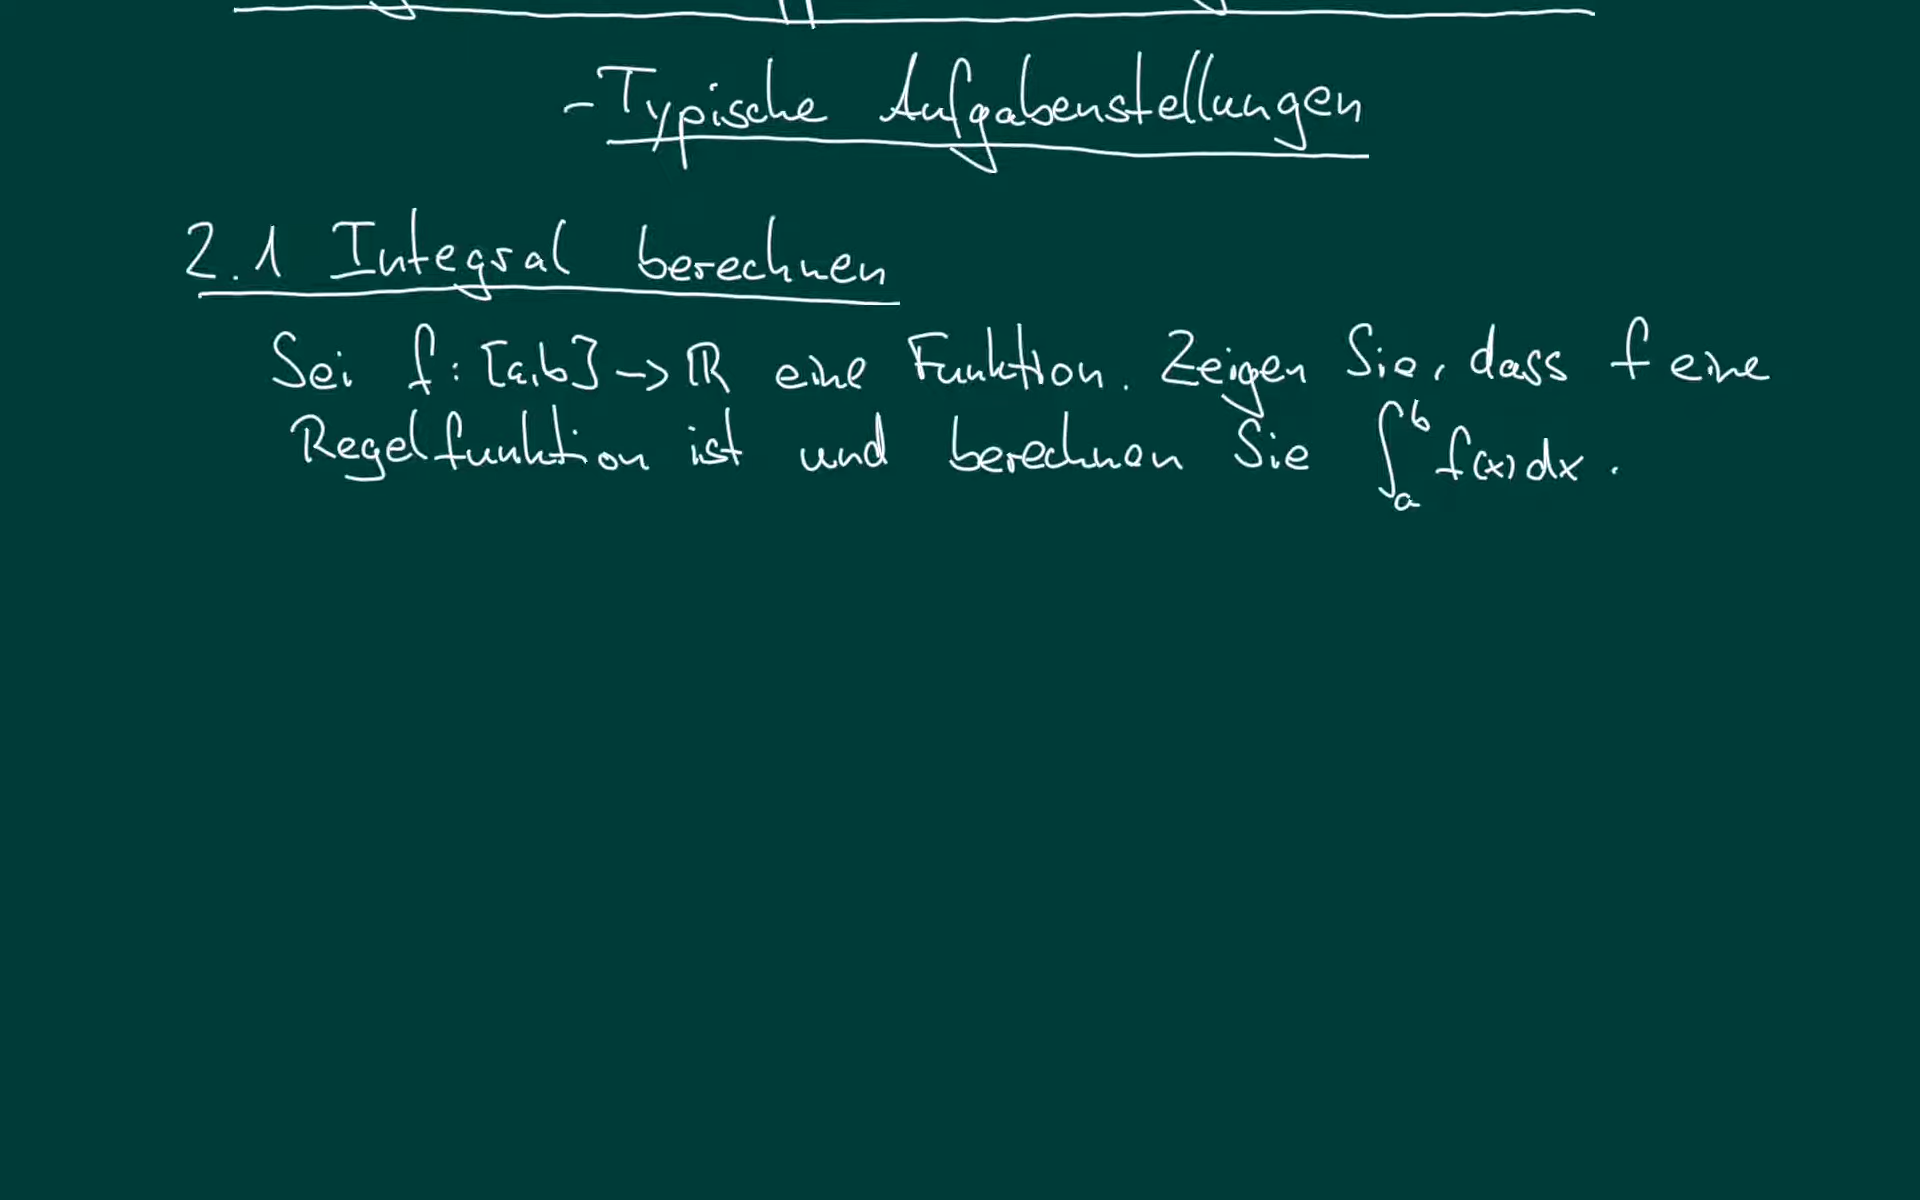 - Typische Aufgabenstellungen
2.1 Integral berechnen
Sei f: [a,b] → ℝ eine Funktion. Zeigen Sie, dass f eine
Regelfunktion ist und berechnen Sie ∫_a^b f(x) dx.